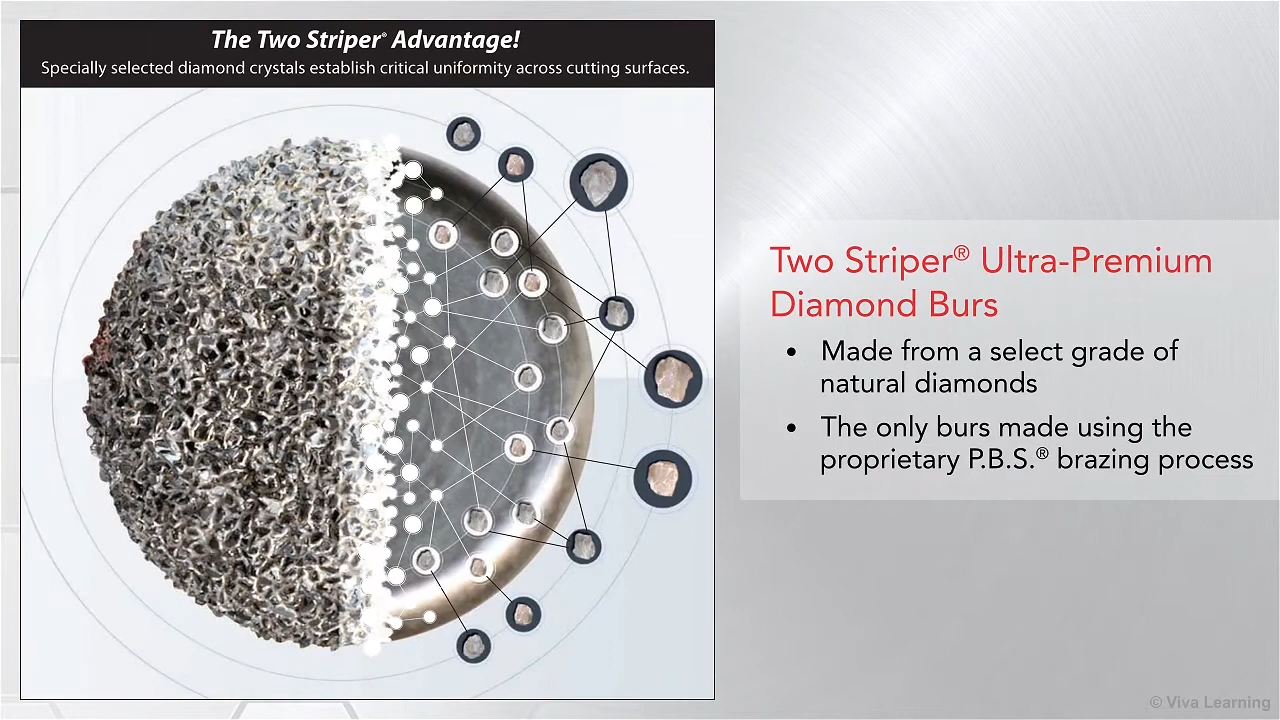 The Two Striper® Advantage!
Specially selected diamond crystals establish critical uniformity across cutting surfaces.
Two Striper® Ultra-Premium
Diamond Burs
• Made from a select grade of
natural diamonds
• The only burs made using the
proprietary P.B.S.® brazing process
© Viva Learning